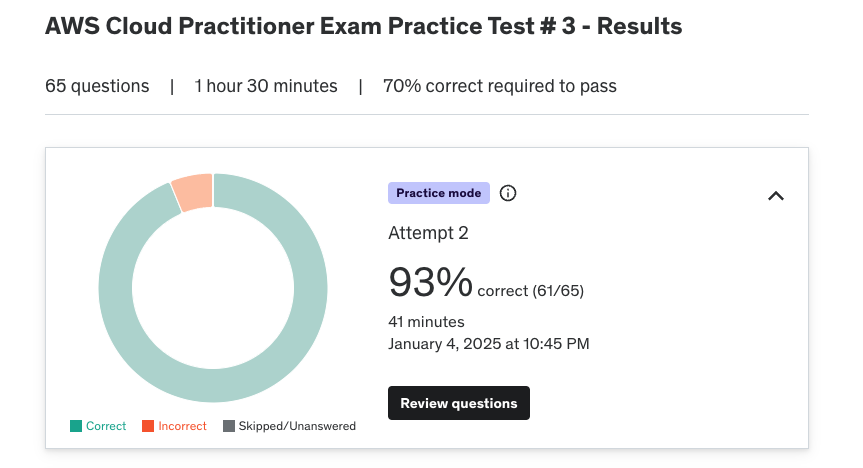 AWS Cloud Practitioner Exam Practice Test # 3 - Results
65 questions | 1 hour 30 minutes | 70% correct required to pass
Practice mode
Attempt 2
93% correct (61/65)
41 minutes
January 4, 2025 at 10:45 PM
Review questions
Correct Incorrect Skipped/Unanswered